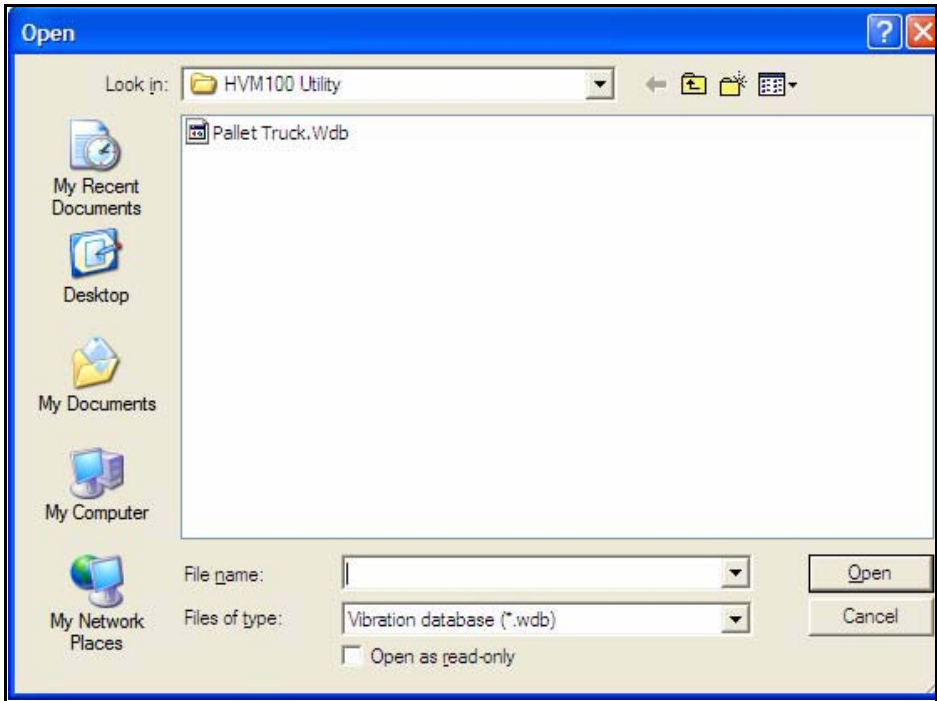 Open
Look in:
HVM100 Utility
Pallet Truck.Wdb
My Recent
Documents
Desktop
My Documents
My Computer
My Network
Places
File name:
Open
Files of type:
Vibration database (*.wdb)
Cancel
Open as read-only